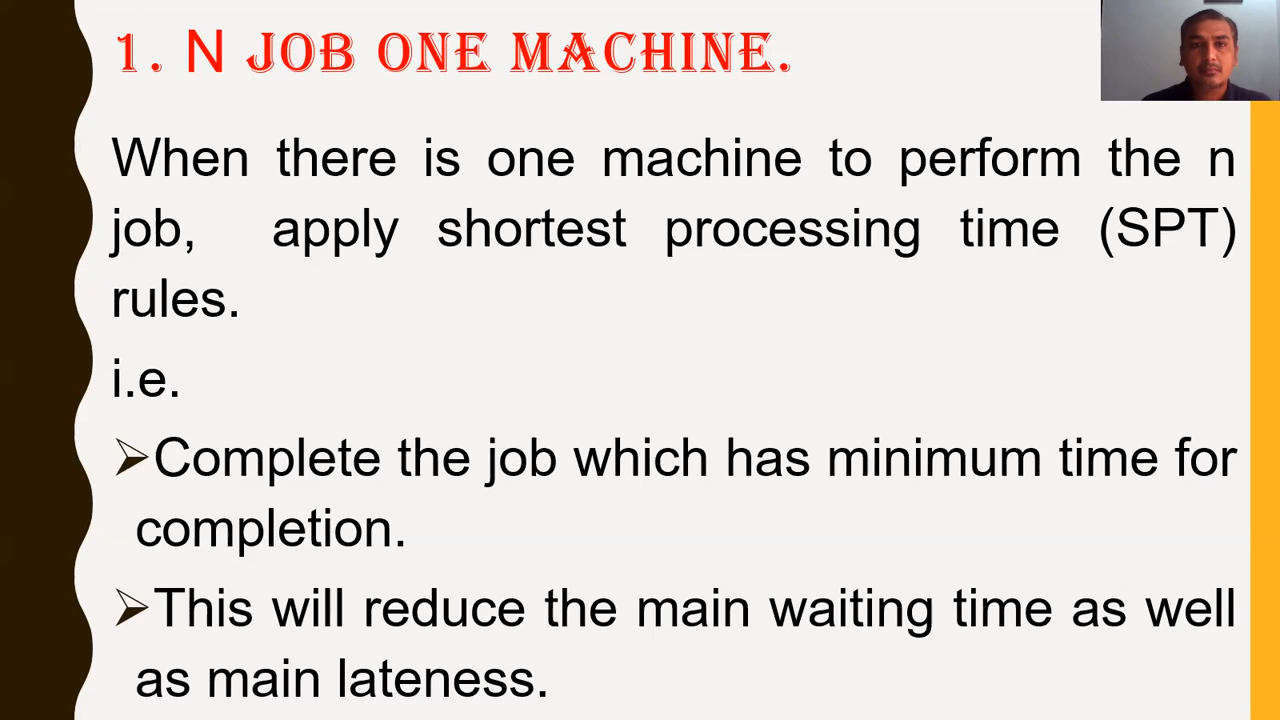 1. N JOB ONE MACHINE.
When there is one machine to perform the n
job, apply shortest processing time (SPT)
rules.
i.e.
➢Complete the job which has minimum time for
completion.
➢This will reduce the main waiting time as well
as main lateness.